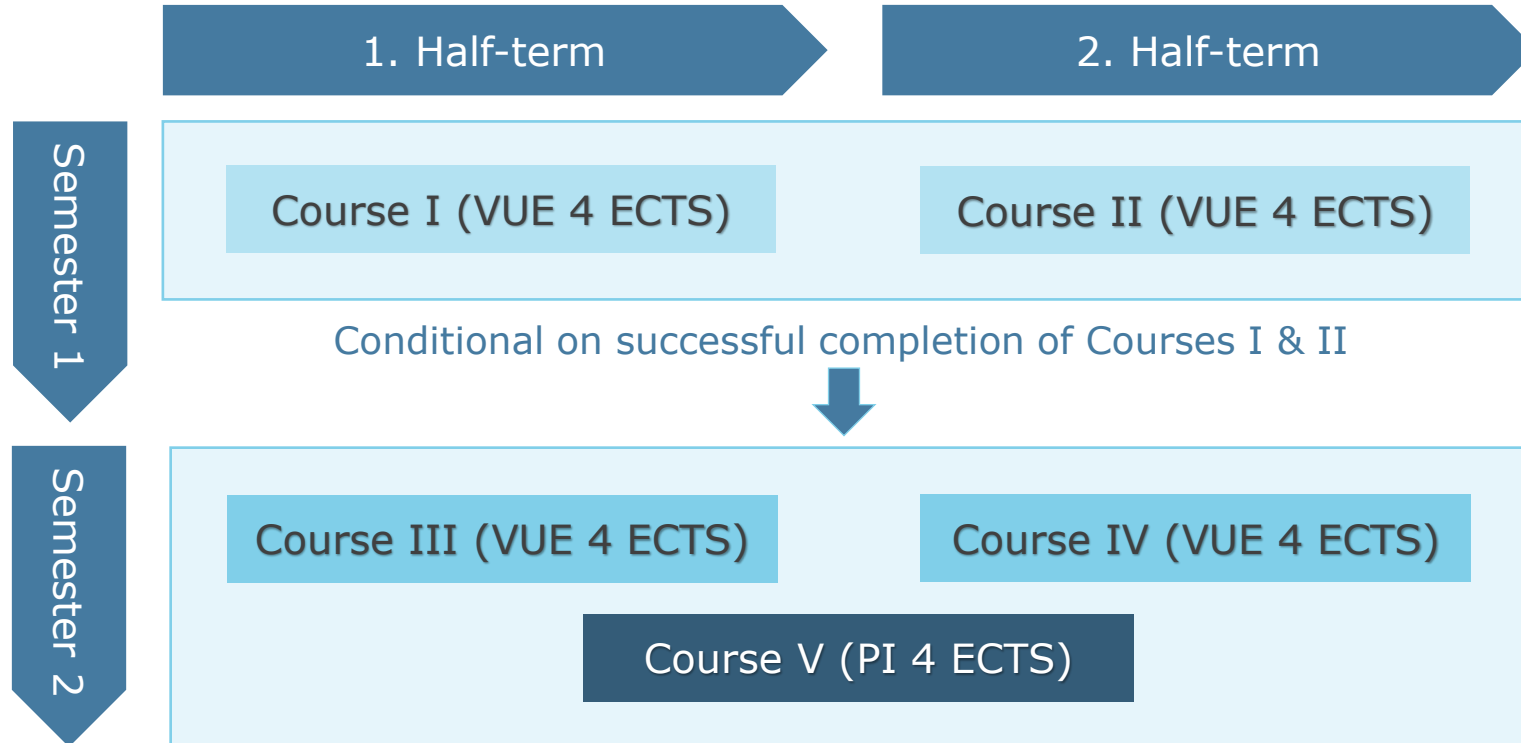 1. Half-term
2. Half-term
Semester 1
Course I (VUE 4 ECTS)
Course II (VUE 4 ECTS)
Conditional on successful completion of Courses I & II
Semester 2
Course III (VUE 4 ECTS)
Course IV (VUE 4 ECTS)
Course V (PI 4 ECTS)